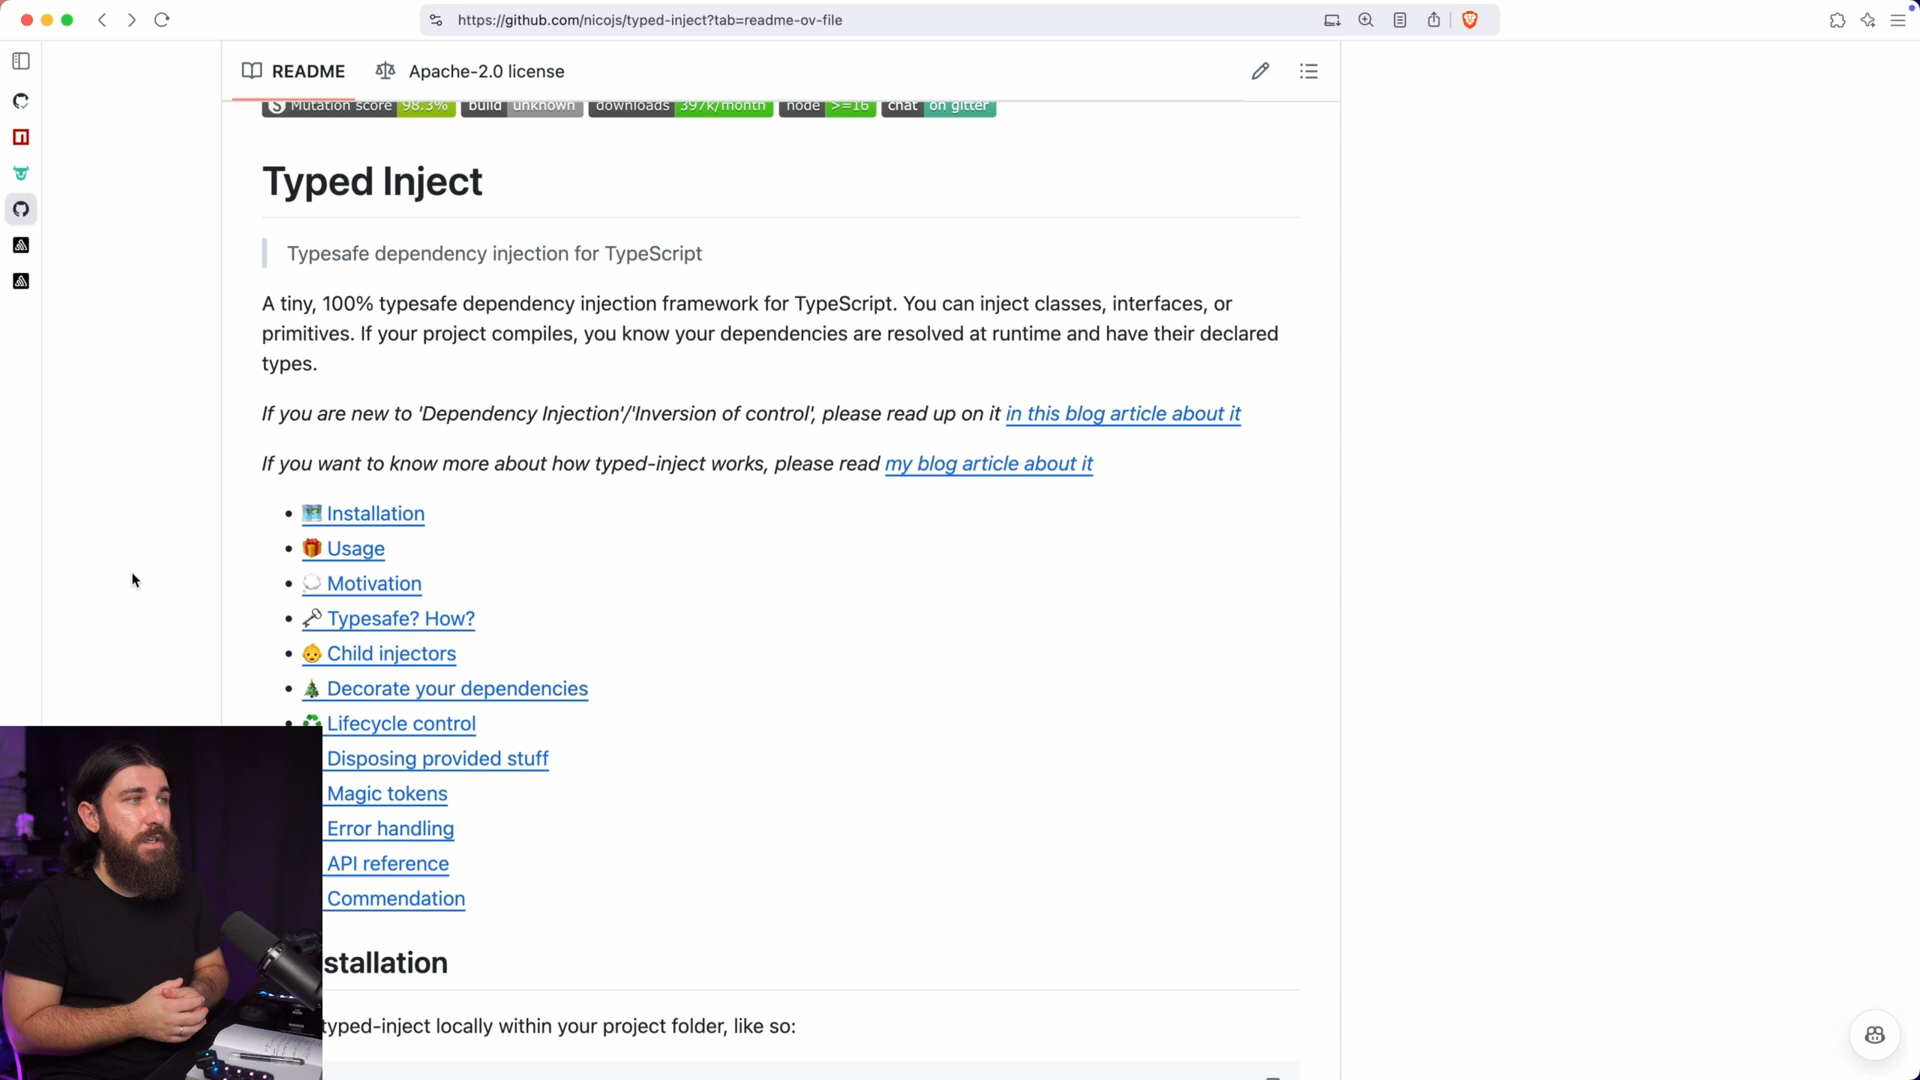 https://github.com/nicojs/typed-inject?tab=readme-ov-file
README
Apache-2.0 license
Mutation score 98.3%
build unknown
downloads 397k/month
node >=16
chat on gitter
Typed Inject
Typesafe dependency injection for TypeScript
A tiny, 100% typesafe dependency injection framework for TypeScript. You can inject classes, interfaces, or
primitives. If your project compiles, you know your dependencies are resolved at runtime and have their declared
types.
If you are new to 'Dependency Injection'/'Inversion of control', please read up on it in this blog article about it
If you want to know more about how typed-inject works, please read my blog article about it
Installation
Usage
Motivation
Typesafe? How?
Child injectors
Decorate your dependencies
Lifecycle control
Disposing provided stuff
Magic tokens
Error handling
API reference
Commendation
stallation
typed-inject locally within your project folder, like so: